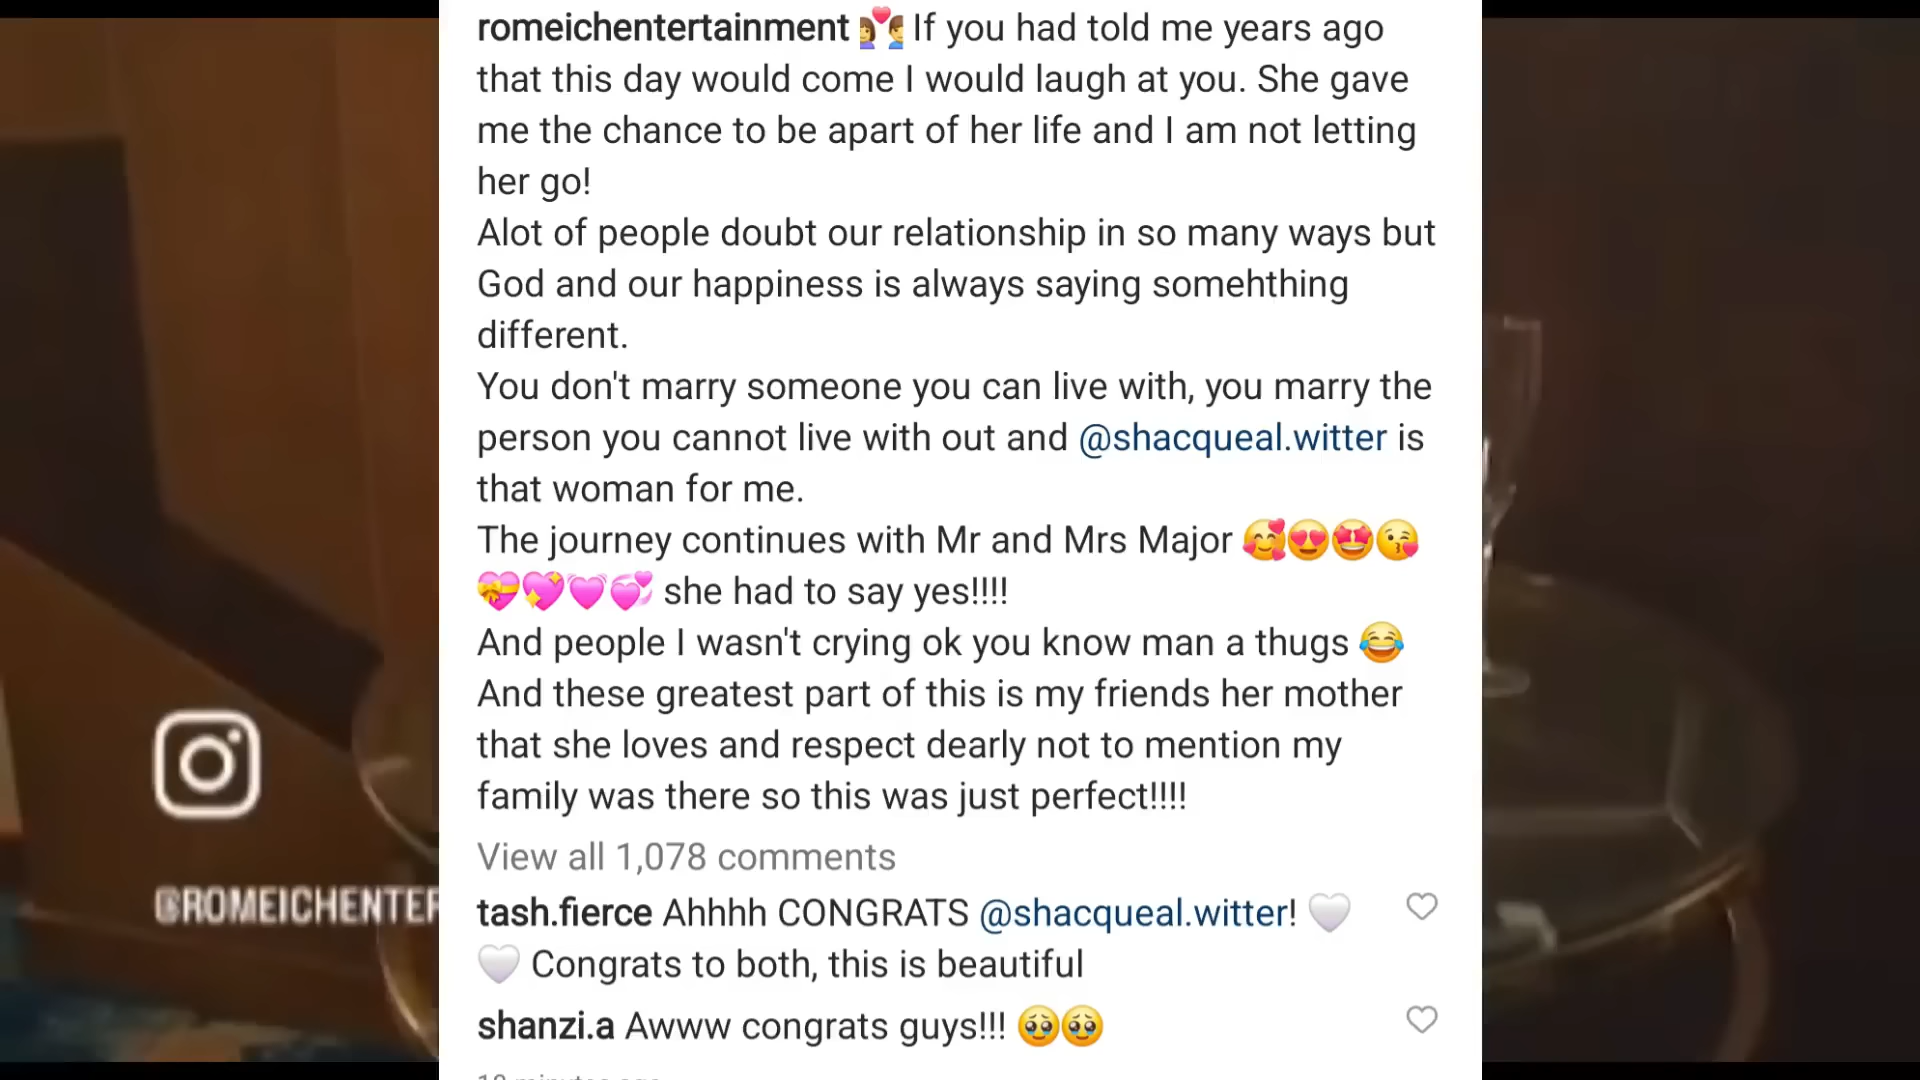 romeichentertainment 💑 If you had told me years ago
that this day would come I would laugh at you. She gave
me the chance to be apart of her life and I am not letting
her go!
Alot of people doubt our relationship in so many ways but
God and our happiness is always saying somehthing
different.
You don't marry someone you can live with, you marry the
person you cannot live with out and @shacqueal.witter is
that woman for me.
The journey continues with Mr and Mrs Major 🥰😍🤩😘
💝💖💓💞 she had to say yes!!!!
And people I wasn't crying ok you know man a thugs 😂
And these greatest part of this is my friends her mother
that she loves and respect dearly not to mention my
family was there so this was just perfect!!!!
View all 1,078 comments
tash.fierce Ahhhh CONGRATS @shacqueal.witter! 🤍
🤍 Congrats to both, this is beautiful
shanzi.a Awww congrats guys!!! 🥹🥹
@ROMEICHENTER